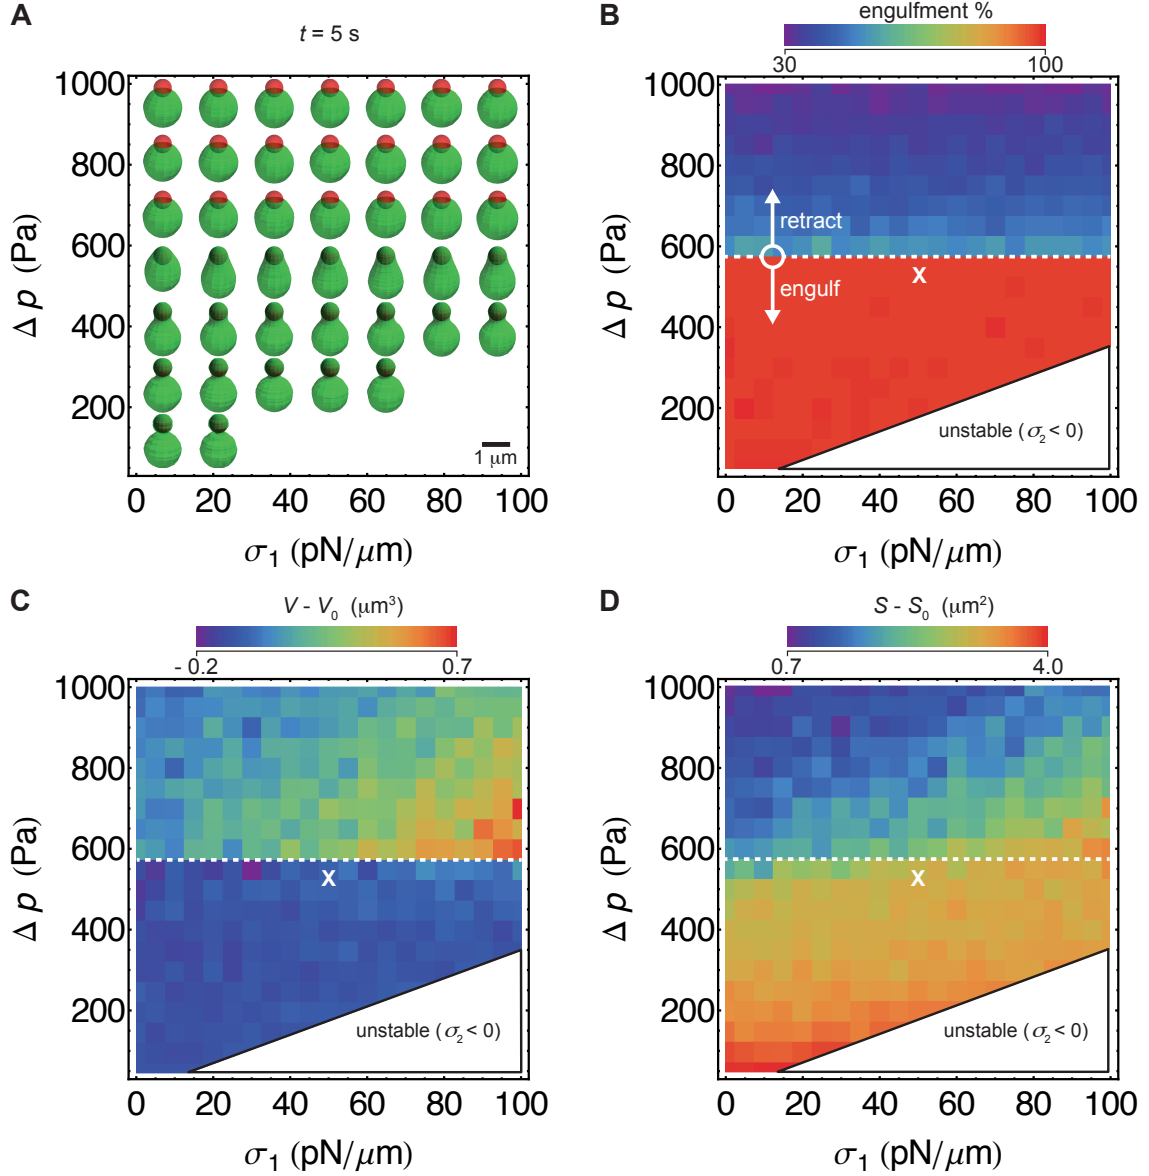 A
t = 5 s
1000
800
600
400
200
0 20 40 60 80 100
Δ p (Pa)
σ₁ (pN/μm)
1 μm
B
engulfment %
30 100
1000
800
600
400
200
0 20 40 60 80 100
Δ p (Pa)
σ₁ (pN/μm)
retract
engulf
X
unstable (σ₂ < 0)
C
V - V₀ (μm³)
- 0.2 0.7
1000
800
600
400
200
0 20 40 60 80 100
Δ p (Pa)
σ₁ (pN/μm)
X
unstable (σ₂ < 0)
D
S - S₀ (μm²)
0.7 4.0
1000
800
600
400
200
0 20 40 60 80 100
Δ p (Pa)
σ₁ (pN/μm)
X
unstable (σ₂ < 0)